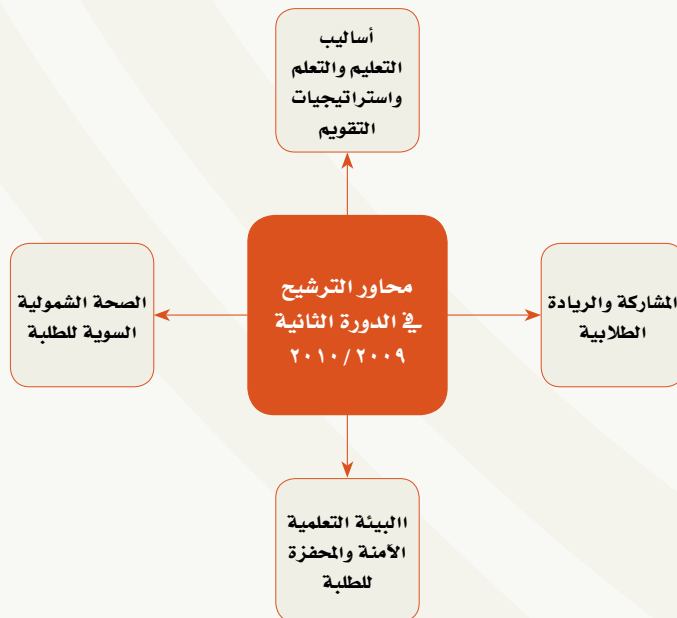 أساليب
التعليم والتعلم
واستراتيجيات
التقويم
محاور الترشيح
في الدورة الثانية
٢٠١٠/٢٠٠٩
المشاركة والريادة
الطلابية
الصحة الشمولية
السوية للطلبة
االبيئة التعلمية
الآمنة والمحفزة
للطلبة